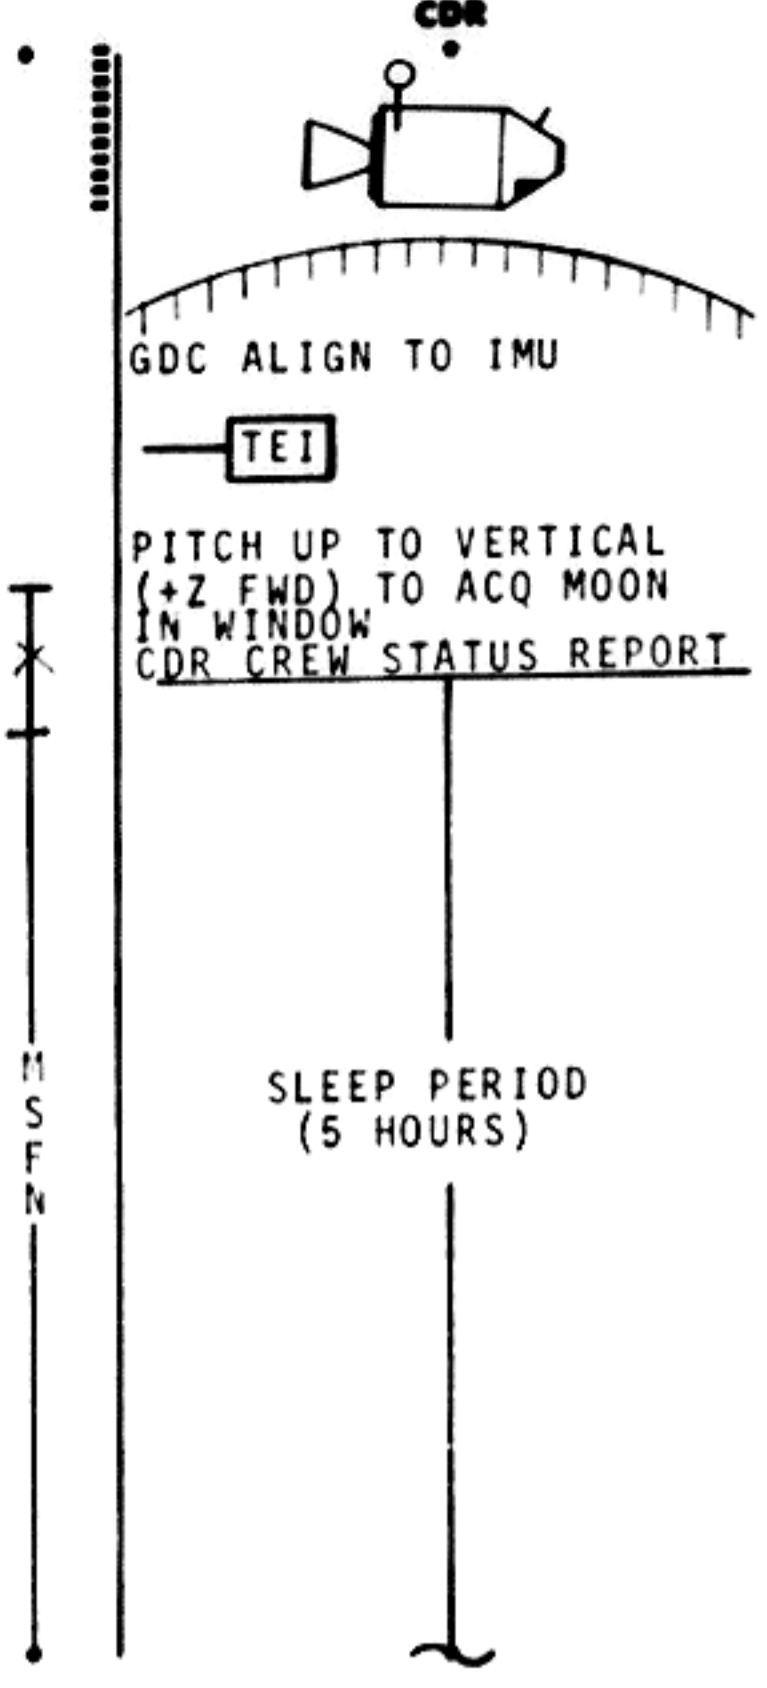 CDR
GDC ALIGN TO IMU
TEI
PITCH UP TO VERTICAL
(+Z FWD) TO ACQ MOON
IN WINDOW
CDR CREW STATUS REPORT
MSFN
SLEEP PERIOD
(5 HOURS)